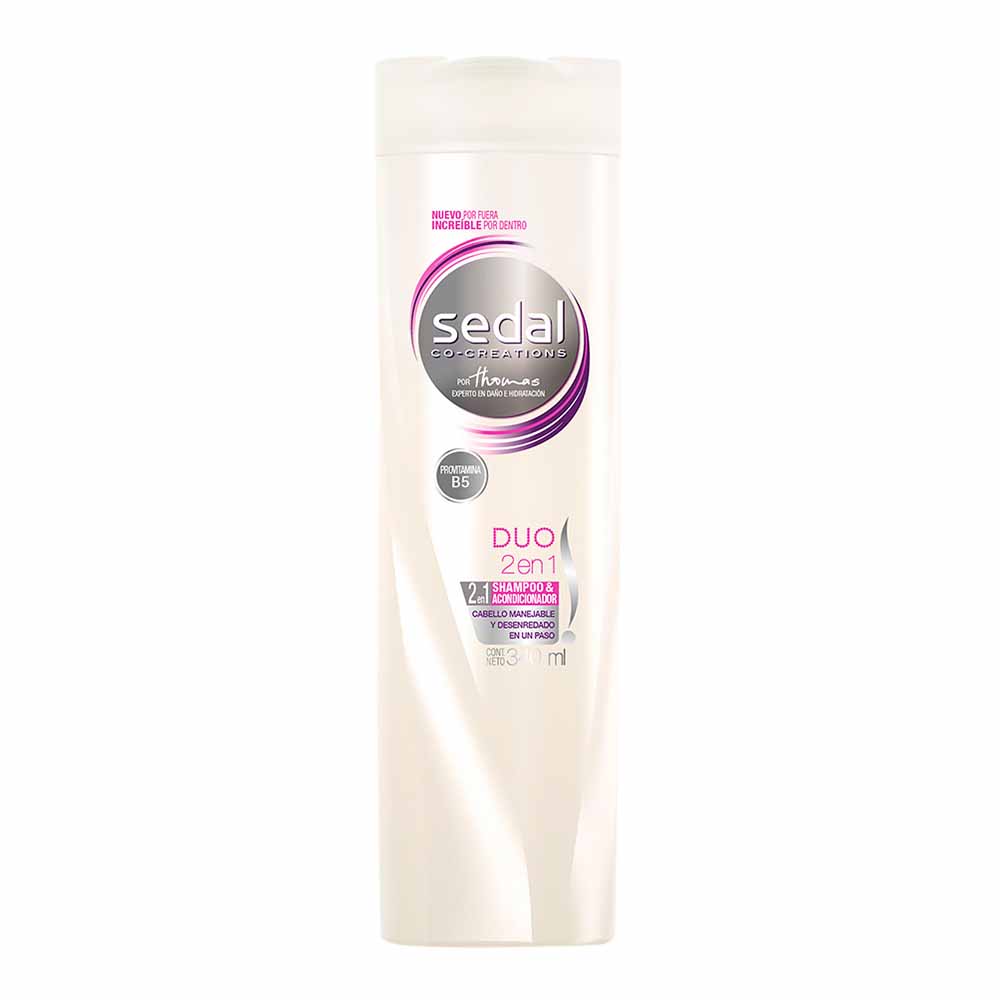 NUEVO POR FUERA
INCREÍBLE POR DENTRO
sedal
CO-CREATIONS
POR Thomas
EXPERTO EN DAÑO E HIDRATACIÓN
PROVITAMINA
B5
DUO
2en1
2en1 SHAMPOO &
ACONDICIONADOR
CABELLO MANEJABLE
Y DESENREDADO
EN UN PASO
CONT.
NETO 340 ml